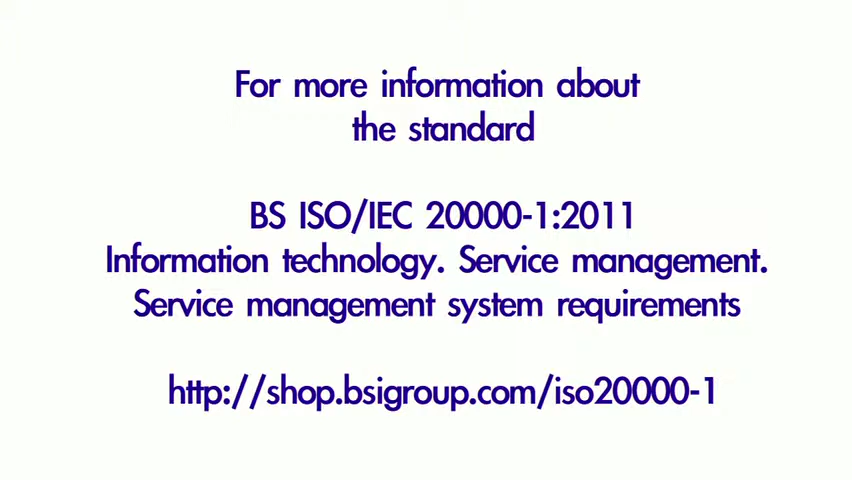 For more information about
the standard
BS ISO/IEC 20000-1:2011
Information technology. Service management.
Service management system requirements
http://shop.bsigroup.com/iso20000-1